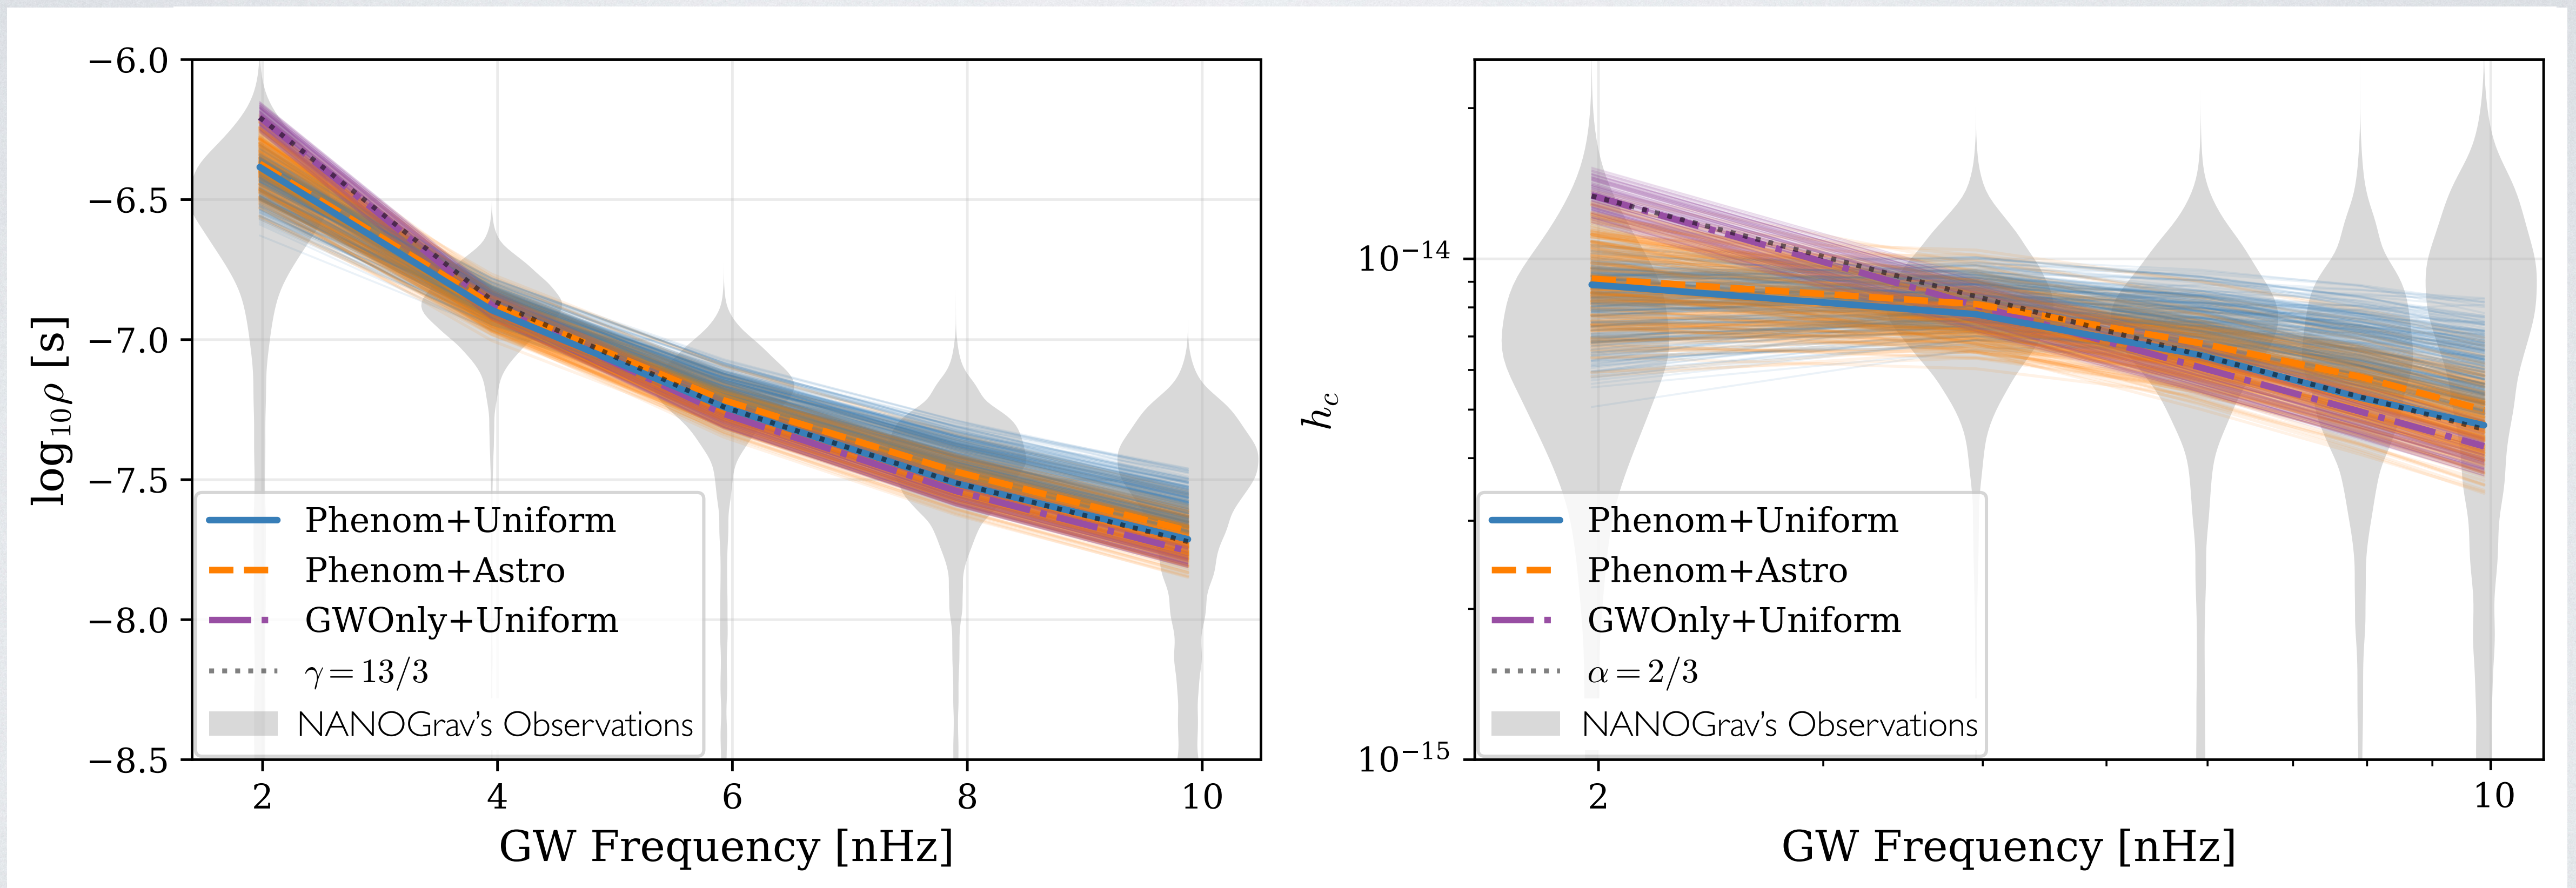 −6.0
−6.5
−7.0
−7.5
−8.0
−8.5
log₁₀ρ [s]
Phenom+Uniform
Phenom+Astro
GWOnly+Uniform
γ = 13/3
NANOGrav's Observations
2 4 6 8 10
GW Frequency [nHz]
10⁻¹⁴
10⁻¹⁵
h_c
Phenom+Uniform
Phenom+Astro
GWOnly+Uniform
α = 2/3
NANOGrav's Observations
2 10
GW Frequency [nHz]